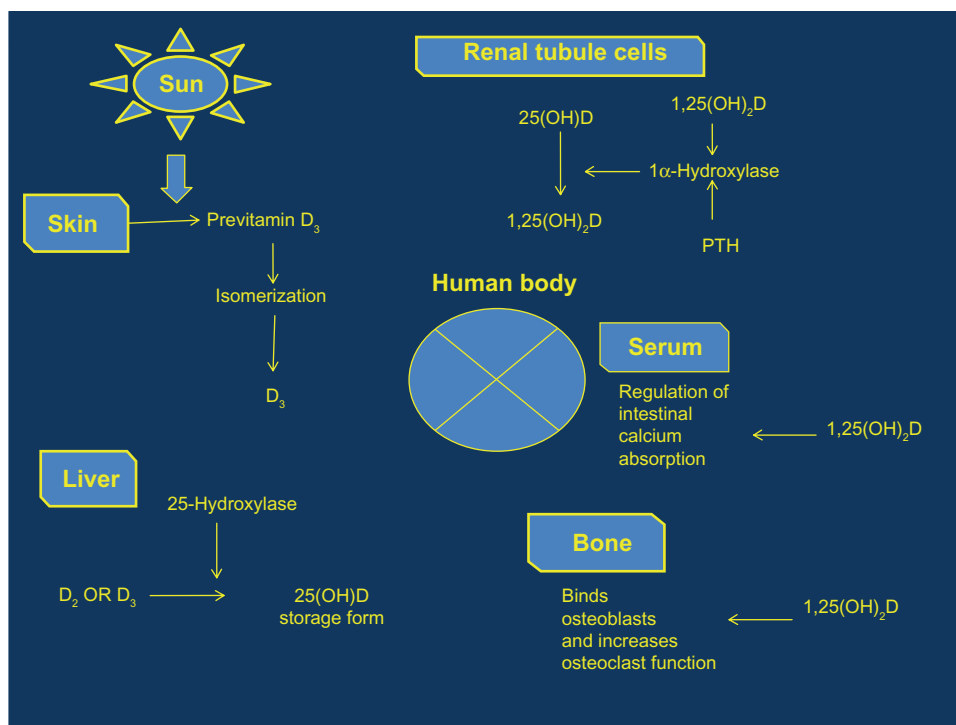 Sun
Skin
Previtamin D₃
Isomerization
D₃
Liver
25-Hydroxylase
D₂ OR D₃
25(OH)D
storage form
Renal tubule cells
25(OH)D
1,25(OH)₂D
1α-Hydroxylase
1,25(OH)₂D
PTH
Human body
Serum
Regulation of
intestinal
calcium
absorption
1,25(OH)₂D
Bone
Binds
osteoblasts
and increases
osteoclast function
1,25(OH)₂D